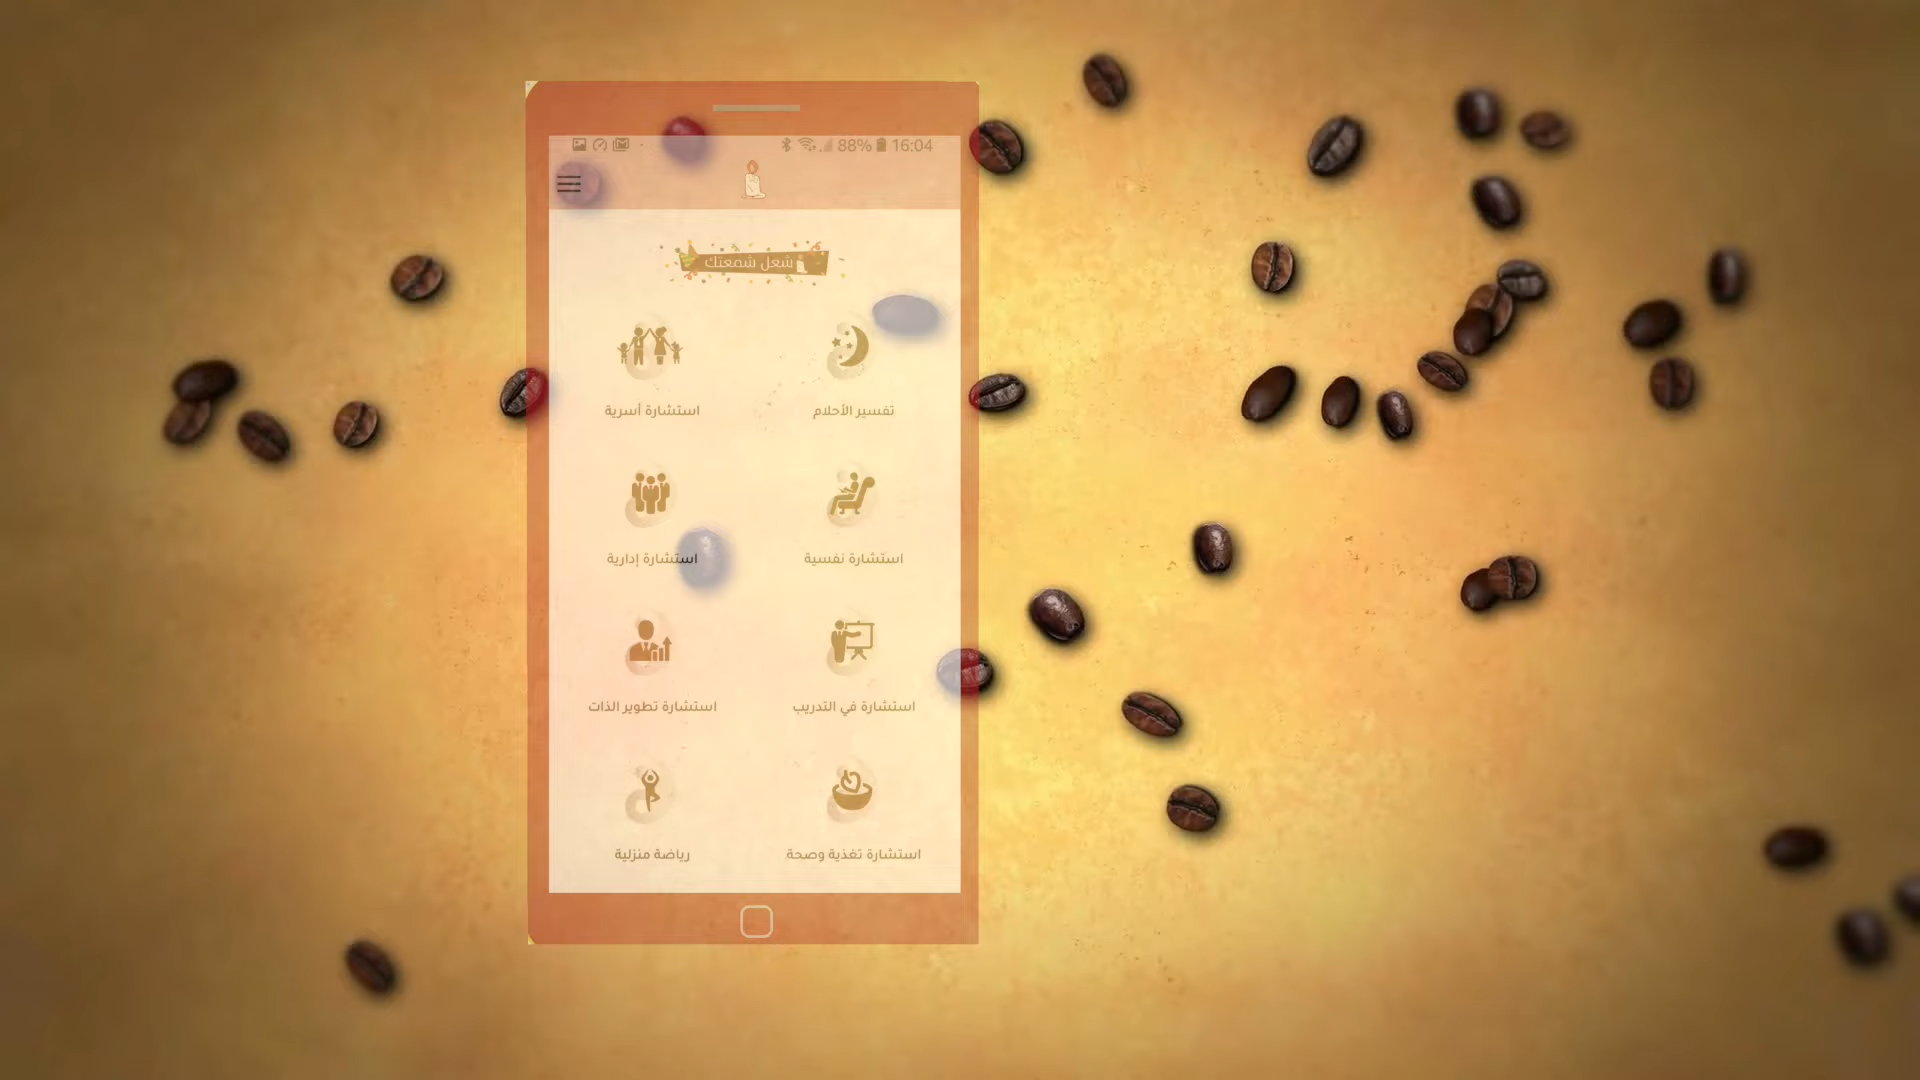 88% 16:04
شعل شمعتك
تفسير الأحلام
استشارة أسرية
استشارة نفسية
استشارة إدارية
استشارة في التدريب
استشارة تطوير الذات
استشارة تغذية وصحة
رياضة منزلية